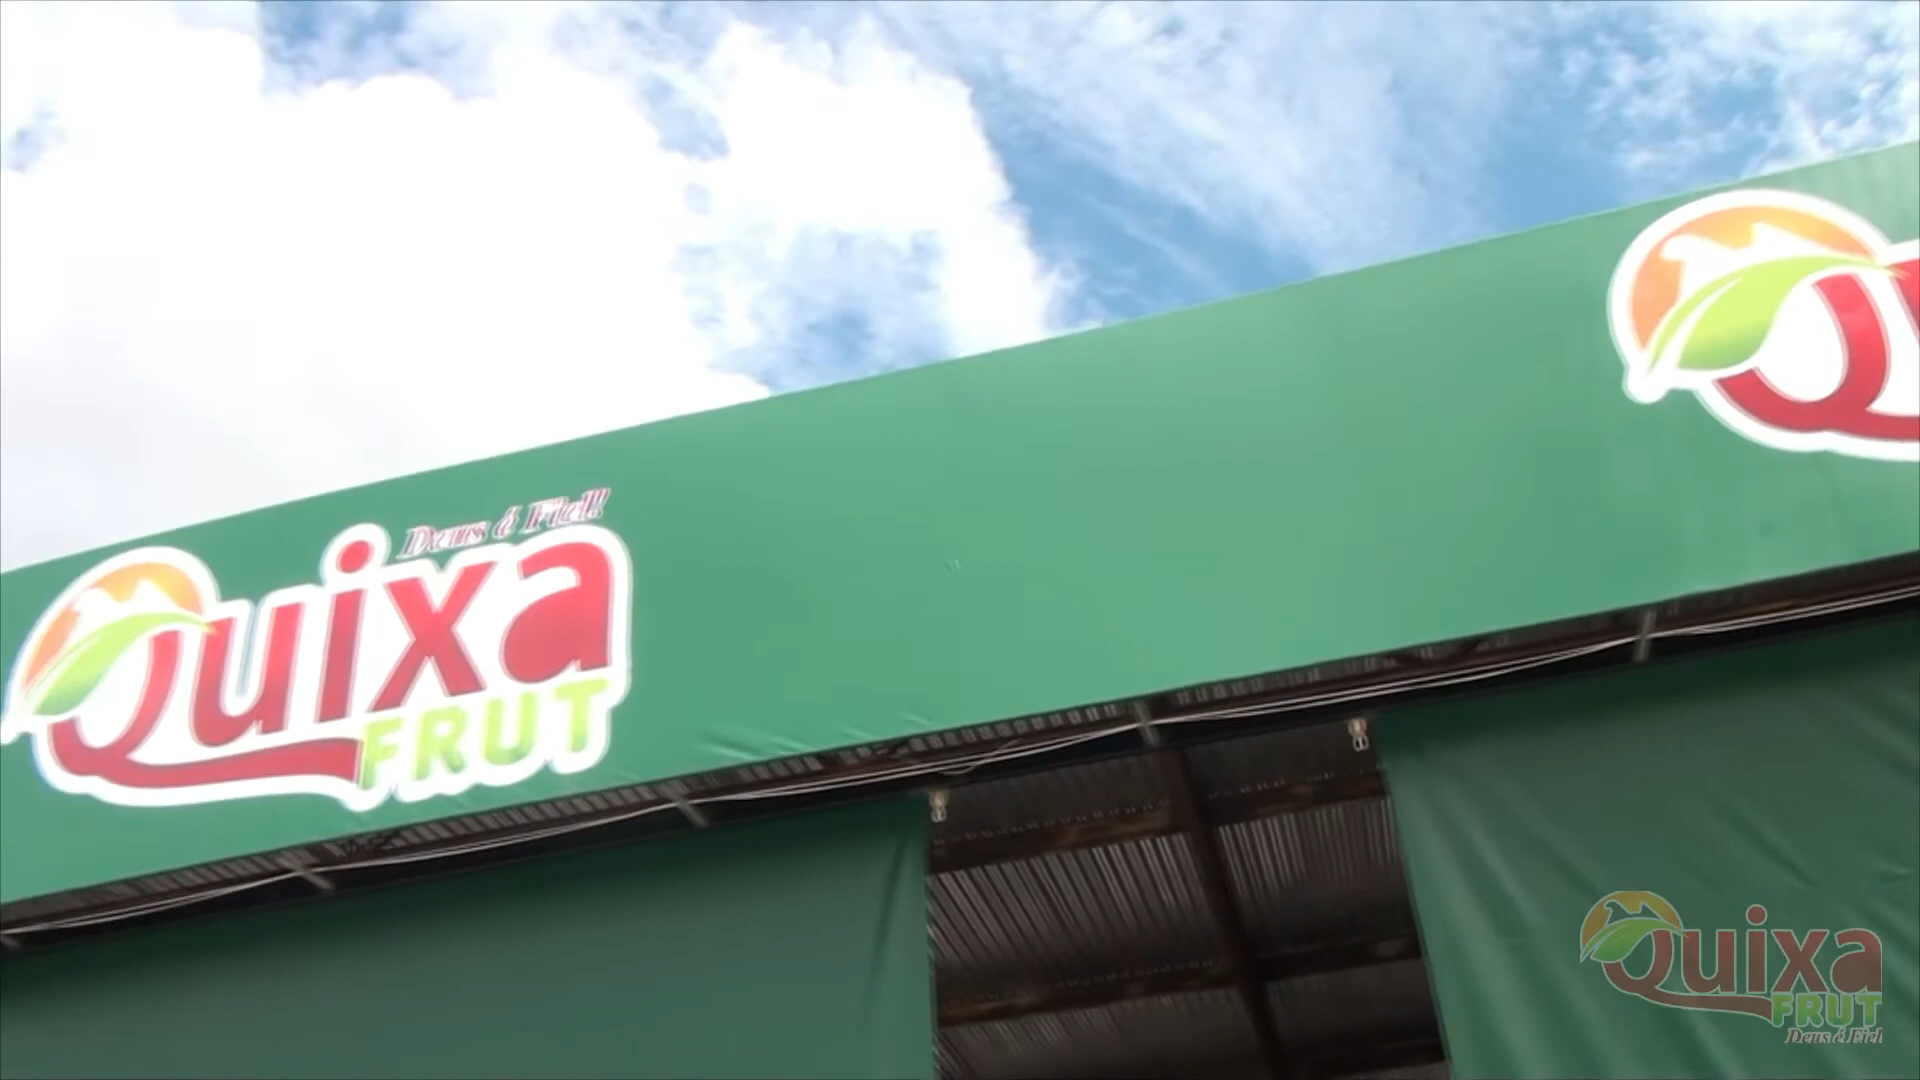 Deus é Fiel!!
Quixa
FRUT
Quixa
FRUT
Deus é Fiel